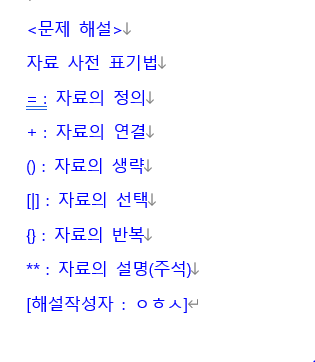 <문제 해설>↓
자료 사전 표기법↓
= : 자료의 정의↓
+ : 자료의 연결↓
() : 자료의 생략↓
[|] : 자료의 선택↓
{} : 자료의 반복↓
** : 자료의 설명(주석)↓
[해설작성자 : ㅇㅎㅅ]↵